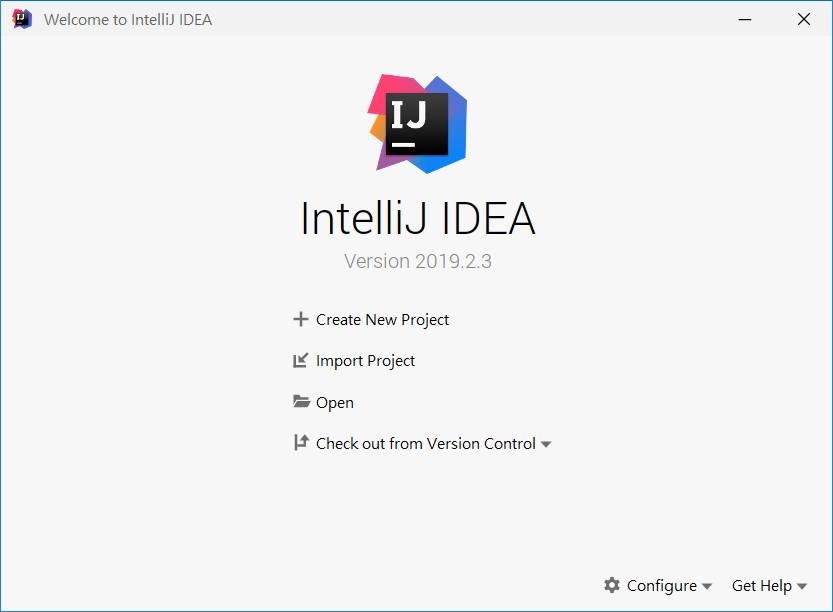 Welcome to IntelliJ IDEA
IJ
IntelliJ IDEA
Version 2019.2.3
Create New Project
Import Project
Open
Check out from Version Control
Configure
Get Help